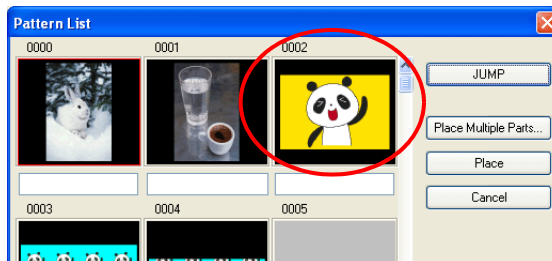 Pattern List
0000 0001 0002
JUMP
Place Multiple Parts...
Place
Cancel
0003 0004 0005